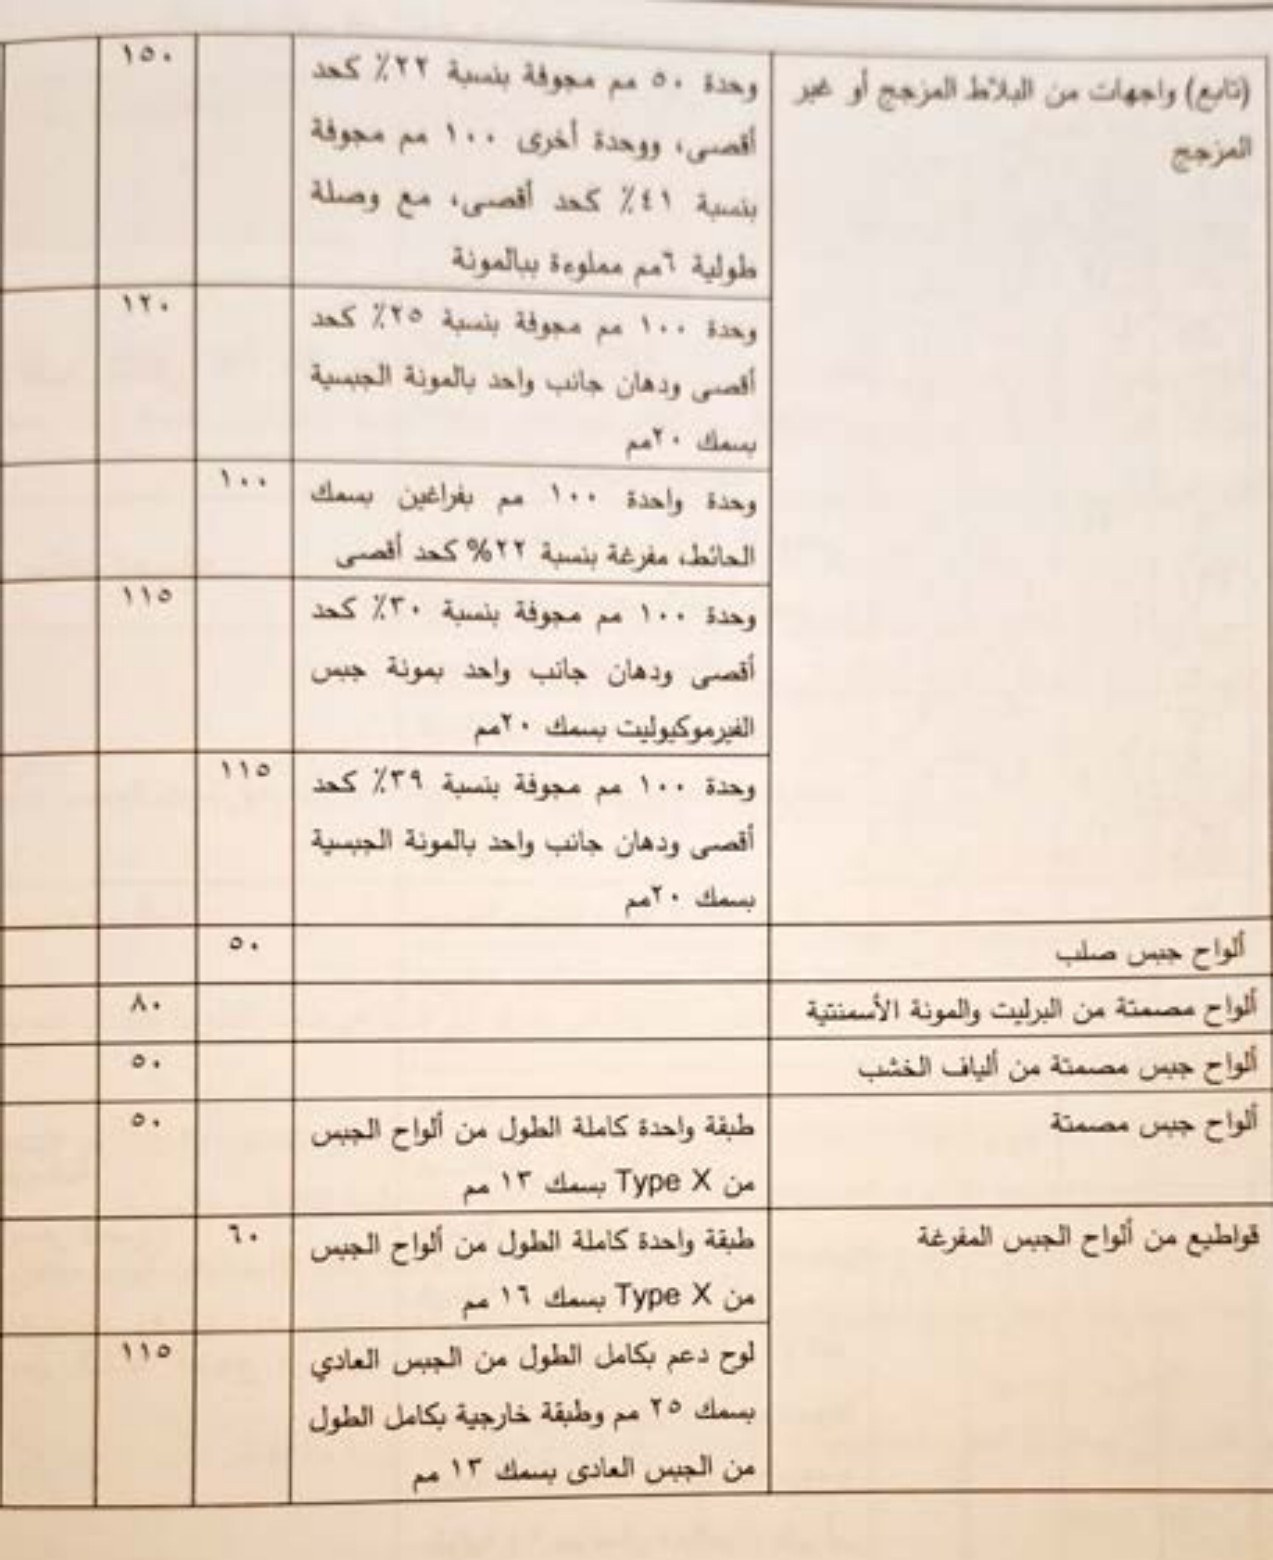 (تابع) واجهات من البلاط المزجج أو غير
المزجج
وحدة ٥٠ مم مجوفة بنسبة ٢٢٪ كحد
أقصى، ووحدة أخرى ١٠٠ مم مجوفة
بنسبة ٤١٪ كحد أقصى، مع وصلة
طولية ٦مم مملوءة ببالمونة
١٥٠
وحدة ١٠٠ مم مجوفة بنسبة ٢٥٪ كحد
أقصى ودهان جانب واحد بالمونة الجبسية
بسمك ٢٠مم
١٢٠
وحدة واحدة ١٠٠ مم بفراغين بسمك
الحائط، مفرغة بنسبة ٢٢% كحد أقصى
١٠٠
وحدة ١٠٠ مم مجوفة بنسبة ٣٠٪ كحد
أقصى ودهان جانب واحد بمونة جبس
الفيرموكيوليت بسمك ٢٠مم
١١٥
وحدة ١٠٠ مم مجوفة بنسبة ٣٩٪ كحد
أقصى ودهان جانب واحد بالمونة الجبسية
بسمك ٢٠مم
١١٥
ألواح جبس صلب
٥٠
ألواح مصمتة من البرليت والمونة الأسمنتية
٨٠
ألواح جبس مصمتة من ألياف الخشب
٥٠
ألواح جبس مصمتة
طبقة واحدة كاملة الطول من ألواح الجبس
من Type X بسمك ١٣ مم
٥٠
قواطيع من ألواح الجبس المفرغة
طبقة واحدة كاملة الطول من ألواح الجبس
من Type X بسمك ١٦ مم
٦٠
لوح دعم بكامل الطول من الجبس العادي
بسمك ٢٥ مم وطبقة خارجية بكامل الطول
من الجبس العادى بسمك ١٣ مم
١١٥